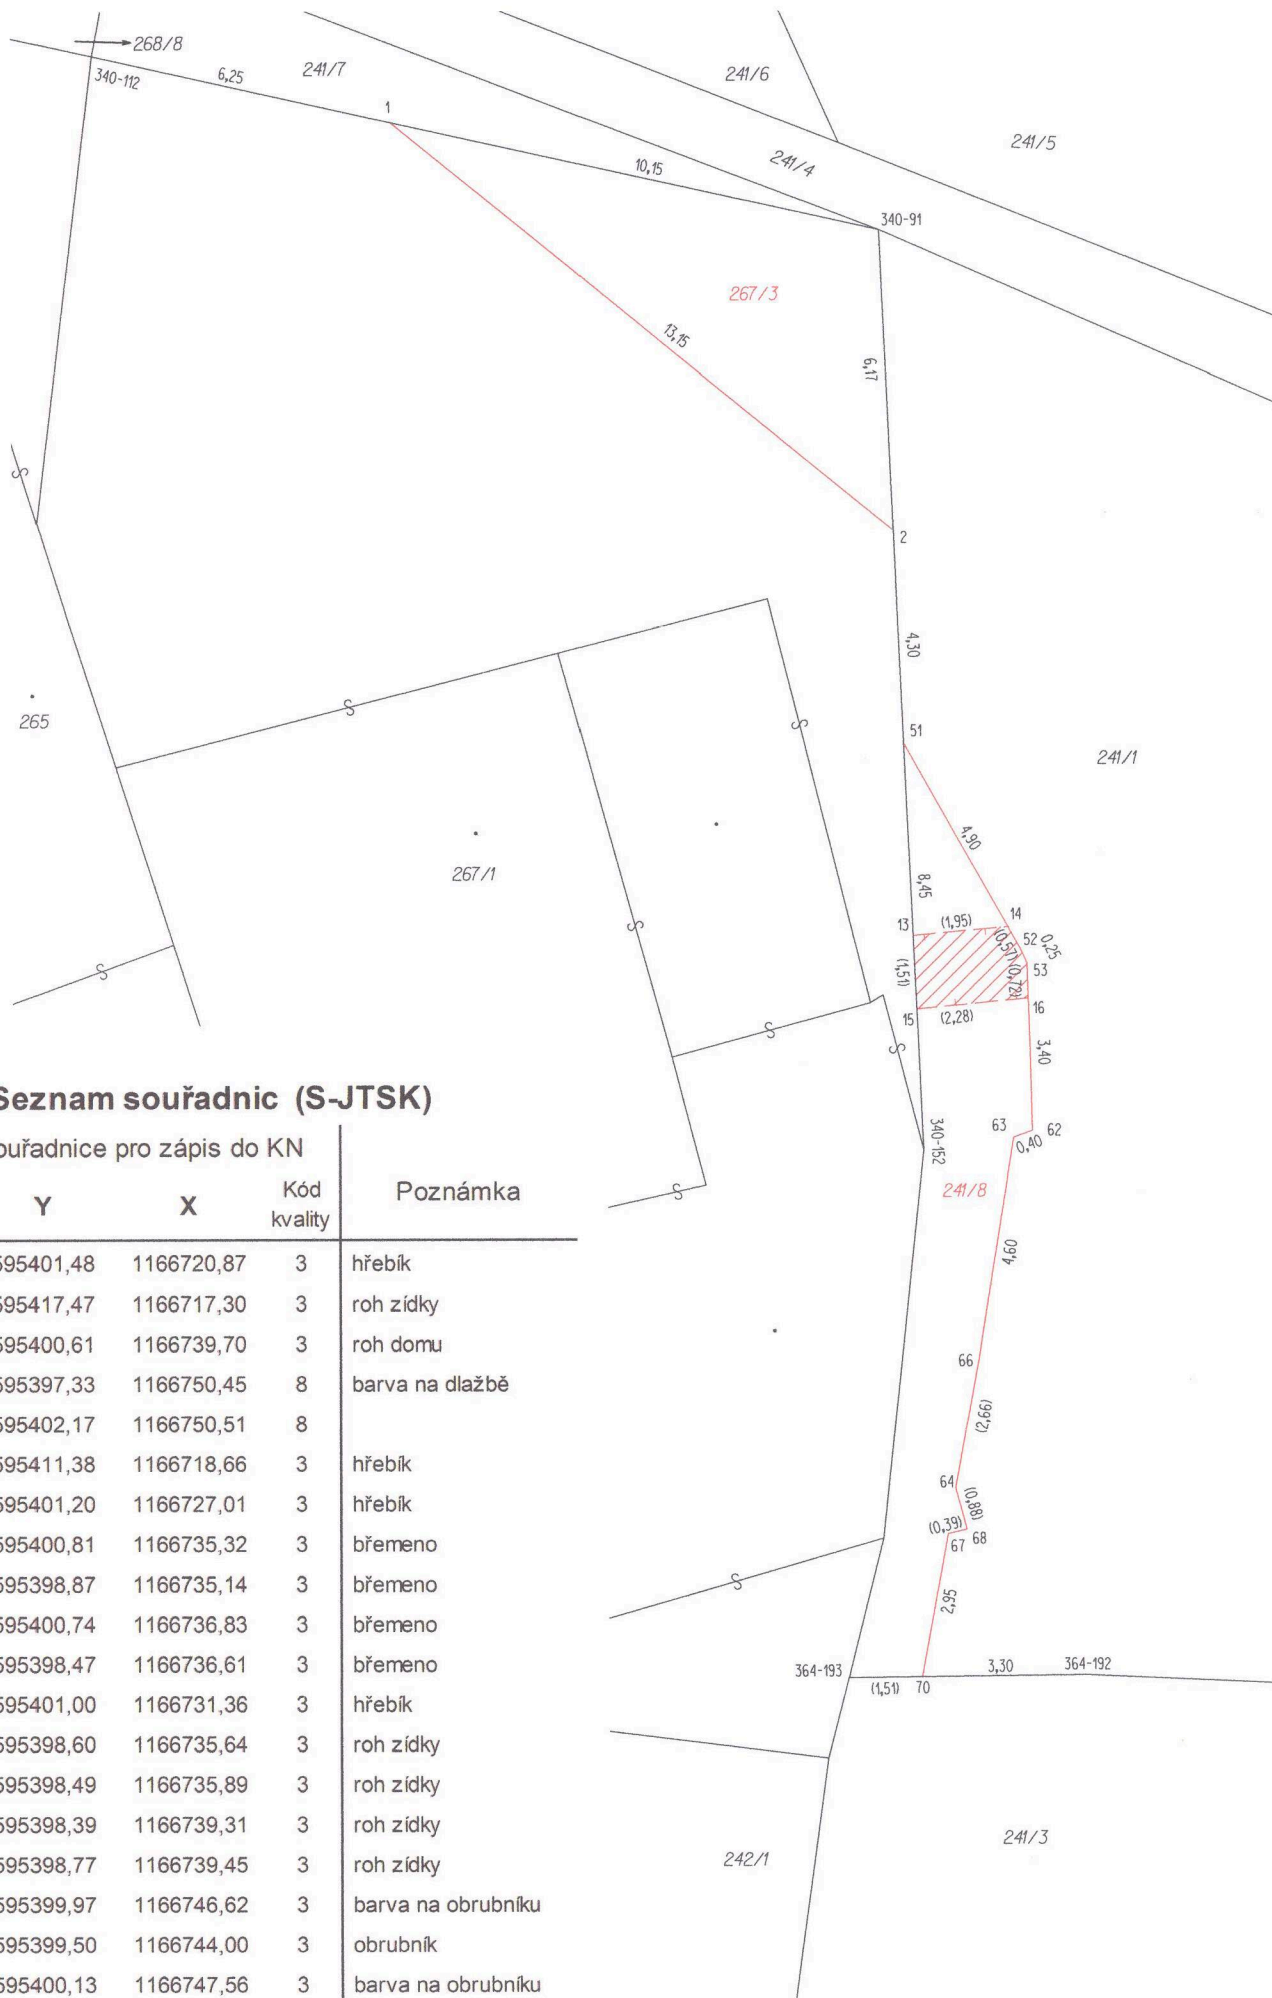 268/8
340-112
6,25
241/7
241/6
1
241/5
10,15
241/4
340-91
267/3
13,15
6,17
2
4,30
265
51
241/1
4,90
267/1
8,45
13
(1,95)
14
(0,57)
52
0,25
53
(1,51)
(0,72)
15
(2,28)
16
3,40
63
62
0,40
340-152
241/8
4,60
66
(2,66)
64
(0,88)
(0,39)
67
68
2,95
364-193
(1,51)
70
3,30
364-192
242/1
241/3
Seznam souřadnic (S-JTSK)
ouřadnice pro zápis do KN
Y X Kód kvality Poznámka
595401,48 1166720,87 3 hřebík
595417,47 1166717,30 3 roh zídky
595400,61 1166739,70 3 roh domu
595397,33 1166750,45 8 barva na dlažbě
595402,17 1166750,51 8
595411,38 1166718,66 3 hřebík
595401,20 1166727,01 3 hřebík
595400,81 1166735,32 3 břemeno
595398,87 1166735,14 3 břemeno
595400,74 1166736,83 3 břemeno
595398,47 1166736,61 3 břemeno
595401,00 1166731,36 3 hřebík
595398,60 1166735,64 3 roh zídky
595398,49 1166735,89 3 roh zídky
595398,39 1166739,31 3 roh zídky
595398,77 1166739,45 3 roh zídky
595399,97 1166746,62 3 barva na obrubníku
595399,50 1166744,00 3 obrubník
595400,13 1166747,56 3 barva na obrubníku